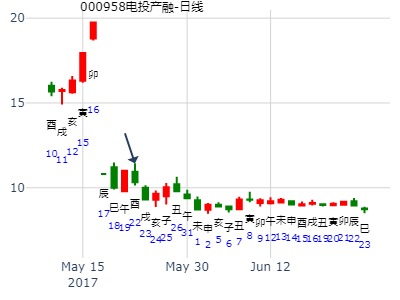 000958电投产融-日线
20
15
10
卯
16
寅
15
酉
10
戌
11
亥
12
辰
17
巳
18
午
19
酉
22
戌
23
亥
24
子
25
丑
26
午
31
未
1
申
2
亥
5
子
6
丑
7
寅
8
卯
9
午
12
未
13
申
14
酉
15
戌
16
丑
19
寅
20
卯
21
辰
22
巳
23
May 15
2017
May 30
Jun 12